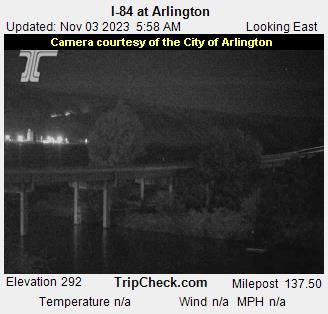 I-84 at Arlington
Updated: Nov 03 2023 5:58 AM Looking East
Camera courtesy of the City of Arlington
Elevation 292 TripCheck.com Milepost 137.50
Temperature n/a Wind n/a MPH n/a